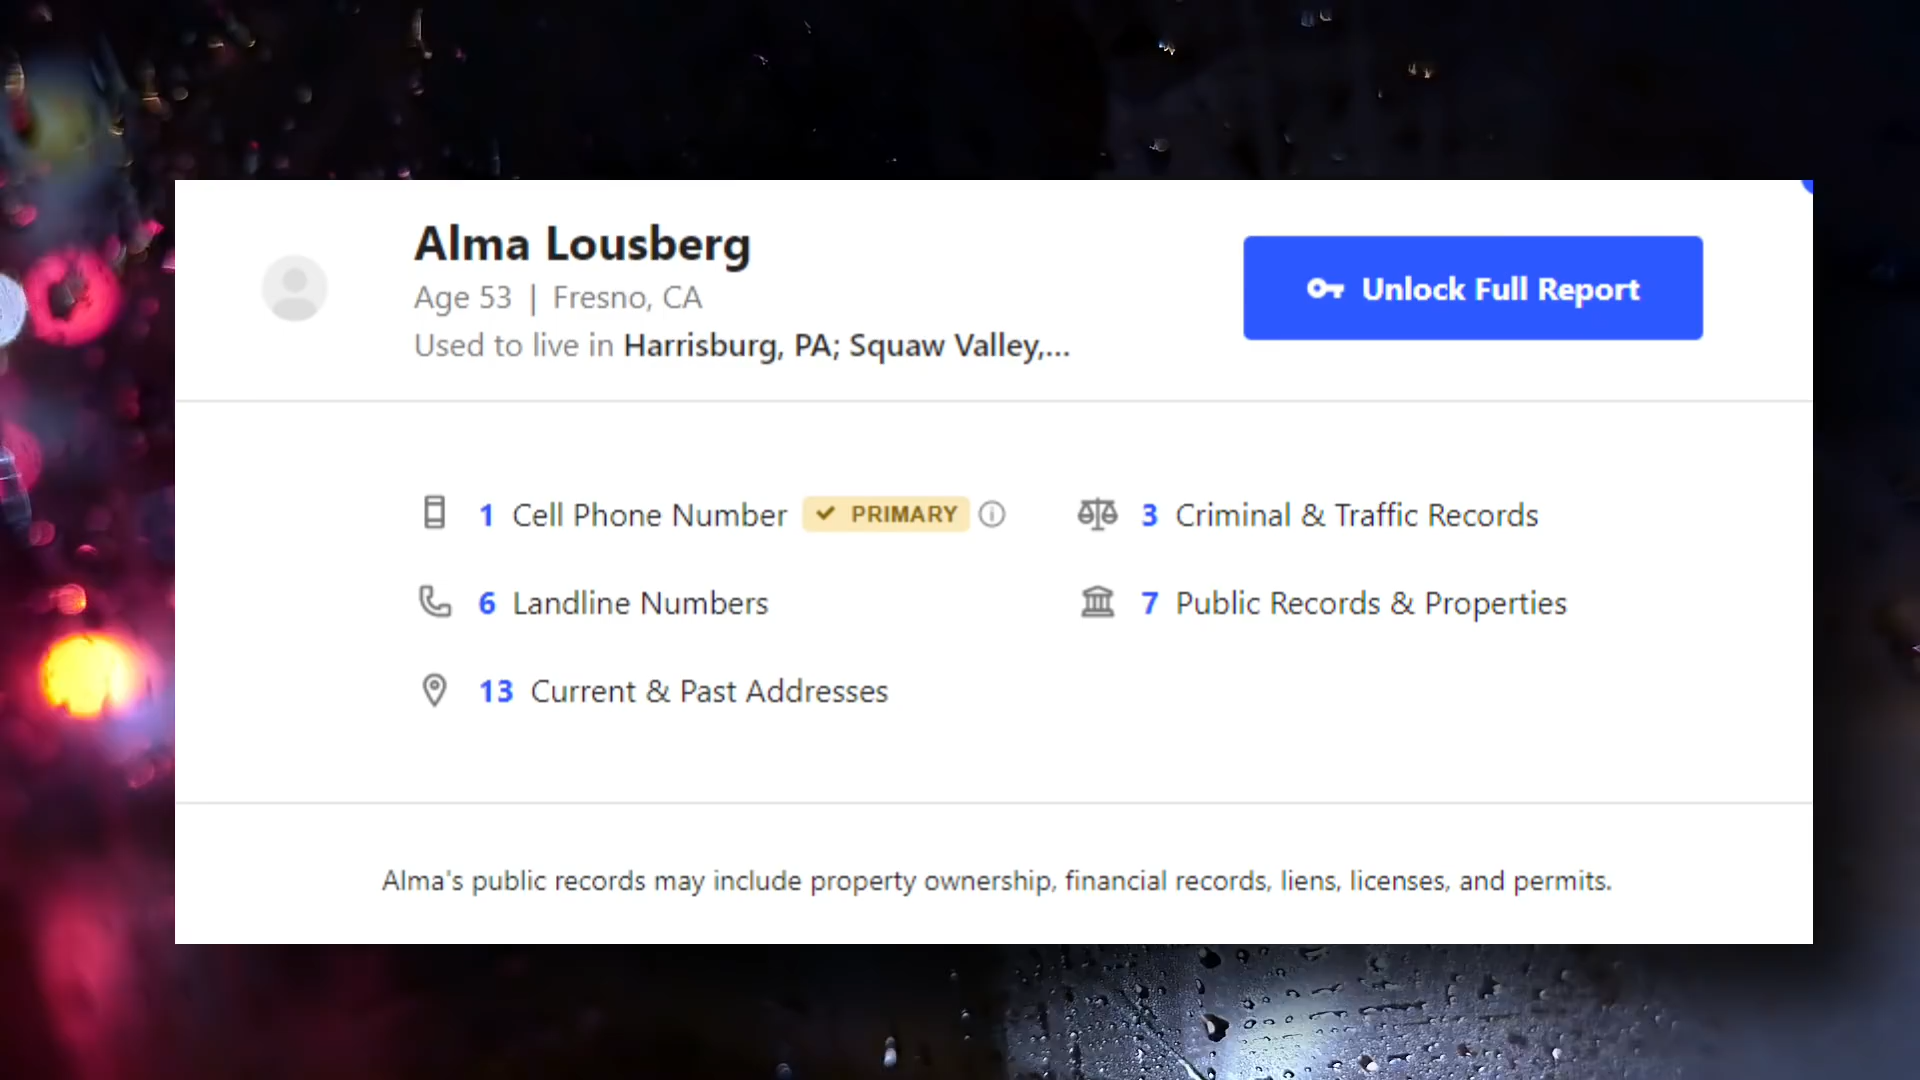 Alma Lousberg
Age 53 | Fresno, CA
Used to live in Harrisburg, PA; Squaw Valley,...
Unlock Full Report
1 Cell Phone Number PRIMARY
3 Criminal & Traffic Records
6 Landline Numbers
7 Public Records & Properties
13 Current & Past Addresses
Alma's public records may include property ownership, financial records, liens, licenses, and permits.